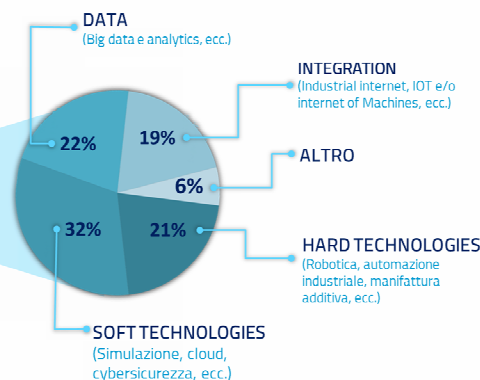 DATA
(Big data e analytics, ecc.)
INTEGRATION
(Industrial internet, IOT e/o
internet of Machines, ecc.)
22%
19%
ALTRO
6%
32%
21%
HARD TECHNOLOGIES
(Robotica, automazione
industriale, manifattura
additiva, ecc.)
SOFT TECHNOLOGIES
(Simulazione, cloud,
cybersicurezza, ecc.)